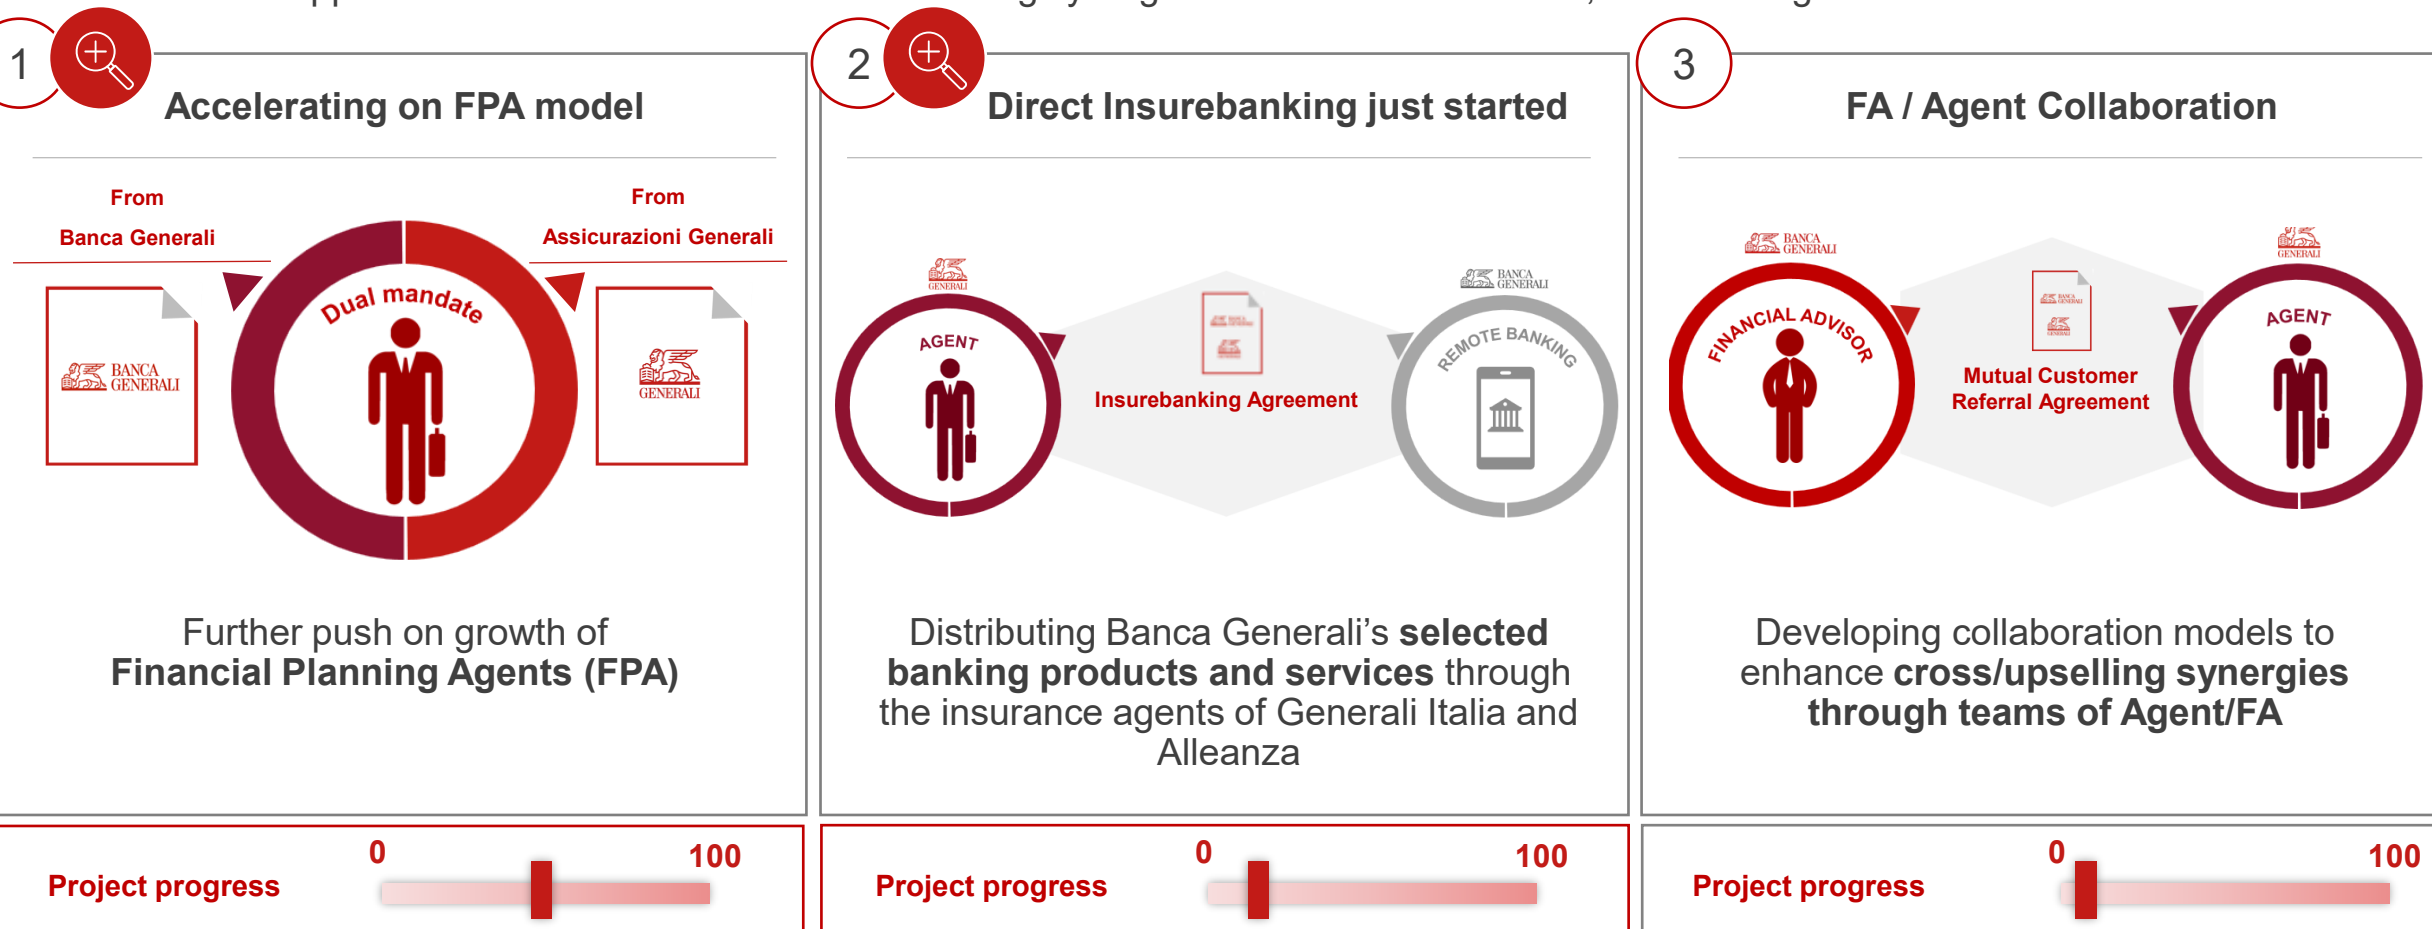 1
Accelerating on FPA model
From
Banca Generali
From
Assicurazioni Generali
Dual mandate
BANCA
GENERALI
GENERALI
Further push on growth of
Financial Planning Agents (FPA)
Project progress
0
100
2
Direct Insurebanking just started
GENERALI
AGENT
Insurebanking Agreement
BANCA
GENERALI
REMOTE BANKING
Distributing Banca Generali’s selected
banking products and services through
the insurance agents of Generali Italia and
Alleanza
Project progress
0
100
3
FA / Agent Collaboration
BANCA
GENERALI
FINANCIAL ADVISOR
BANCA
GENERALI
GENERALI
Mutual Customer
Referral Agreement
GENERALI
AGENT
Developing collaboration models to
enhance cross/upselling synergies
through teams of Agent/FA
Project progress
0
100